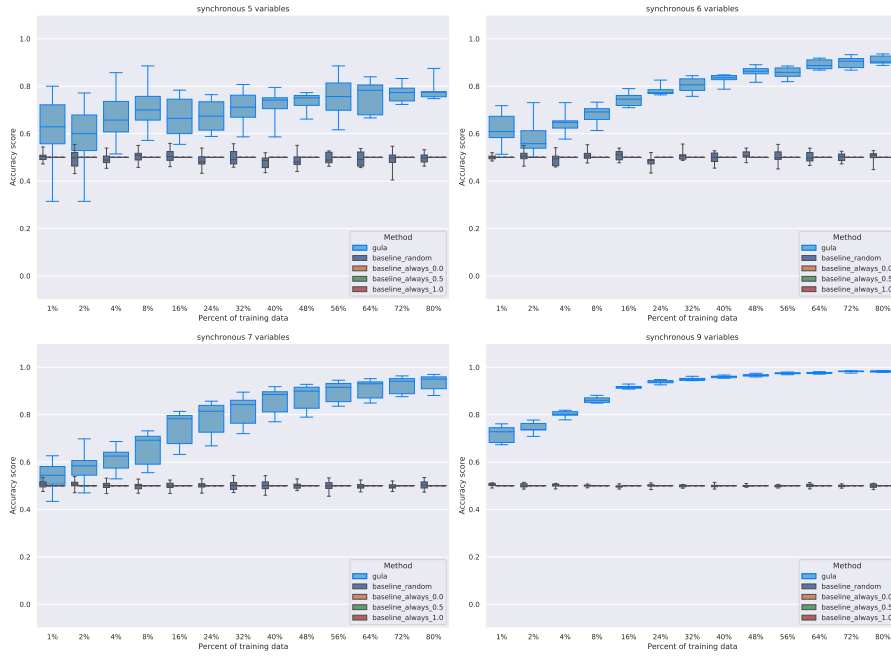 synchronous 5 variables
1.0
0.8
0.6
0.4
0.2
0.0
Accuracy score
Method
gula
baseline_random
baseline_always_0.0
baseline_always_0.5
baseline_always_1.0
1% 2% 4% 8% 16% 24% 32% 40% 48% 56% 64% 72% 80%
Percent of training data
synchronous 6 variables
1.0
0.8
0.6
0.4
0.2
0.0
Accuracy score
Method
gula
baseline_random
baseline_always_0.0
baseline_always_0.5
baseline_always_1.0
1% 2% 4% 8% 16% 24% 32% 40% 48% 56% 64% 72% 80%
Percent of training data
synchronous 7 variables
1.0
0.8
0.6
0.4
0.2
0.0
Accuracy score
Method
gula
baseline_random
baseline_always_0.0
baseline_always_0.5
baseline_always_1.0
1% 2% 4% 8% 16% 24% 32% 40% 48% 56% 64% 72% 80%
Percent of training data
synchronous 9 variables
1.0
0.8
0.6
0.4
0.2
0.0
Accuracy score
Method
gula
baseline_random
baseline_always_0.0
baseline_always_0.5
baseline_always_1.0
1% 2% 4% 8% 16% 24% 32% 40% 48% 56% 64% 72% 80%
Percent of training data